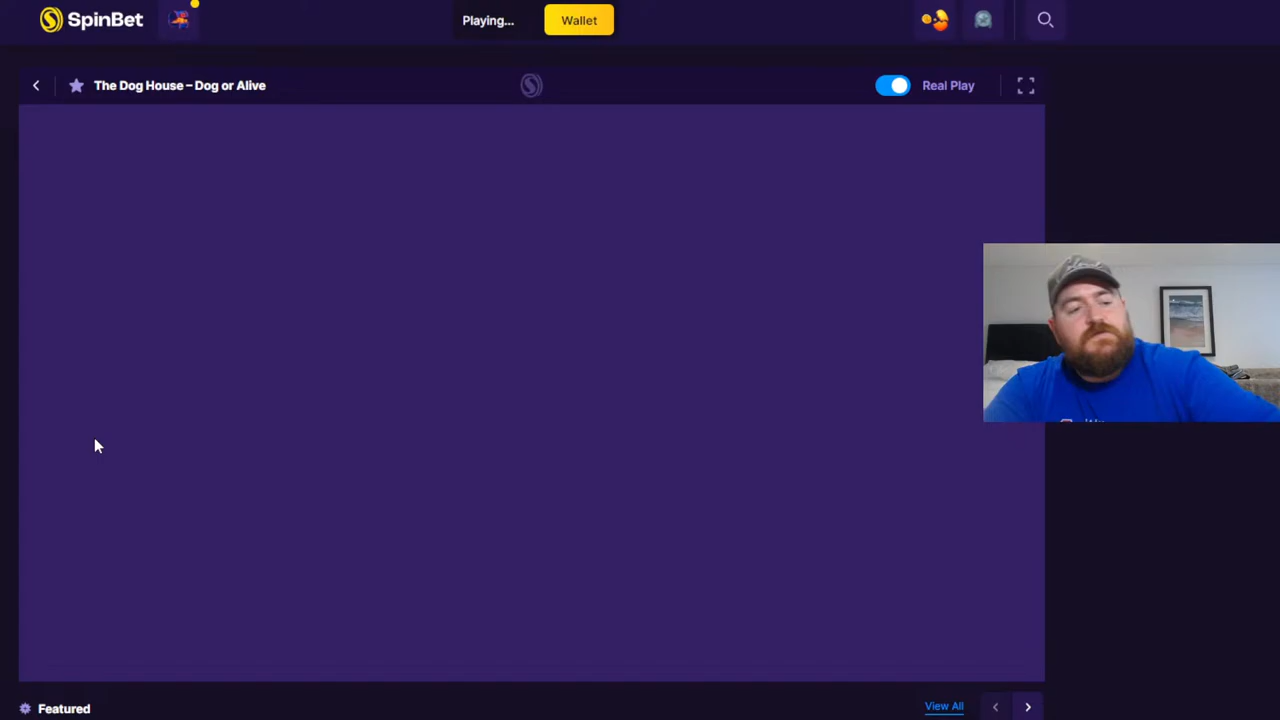 SpinBet
Playing...
Wallet
The Dog House – Dog or Alive
Real Play
Featured
View All